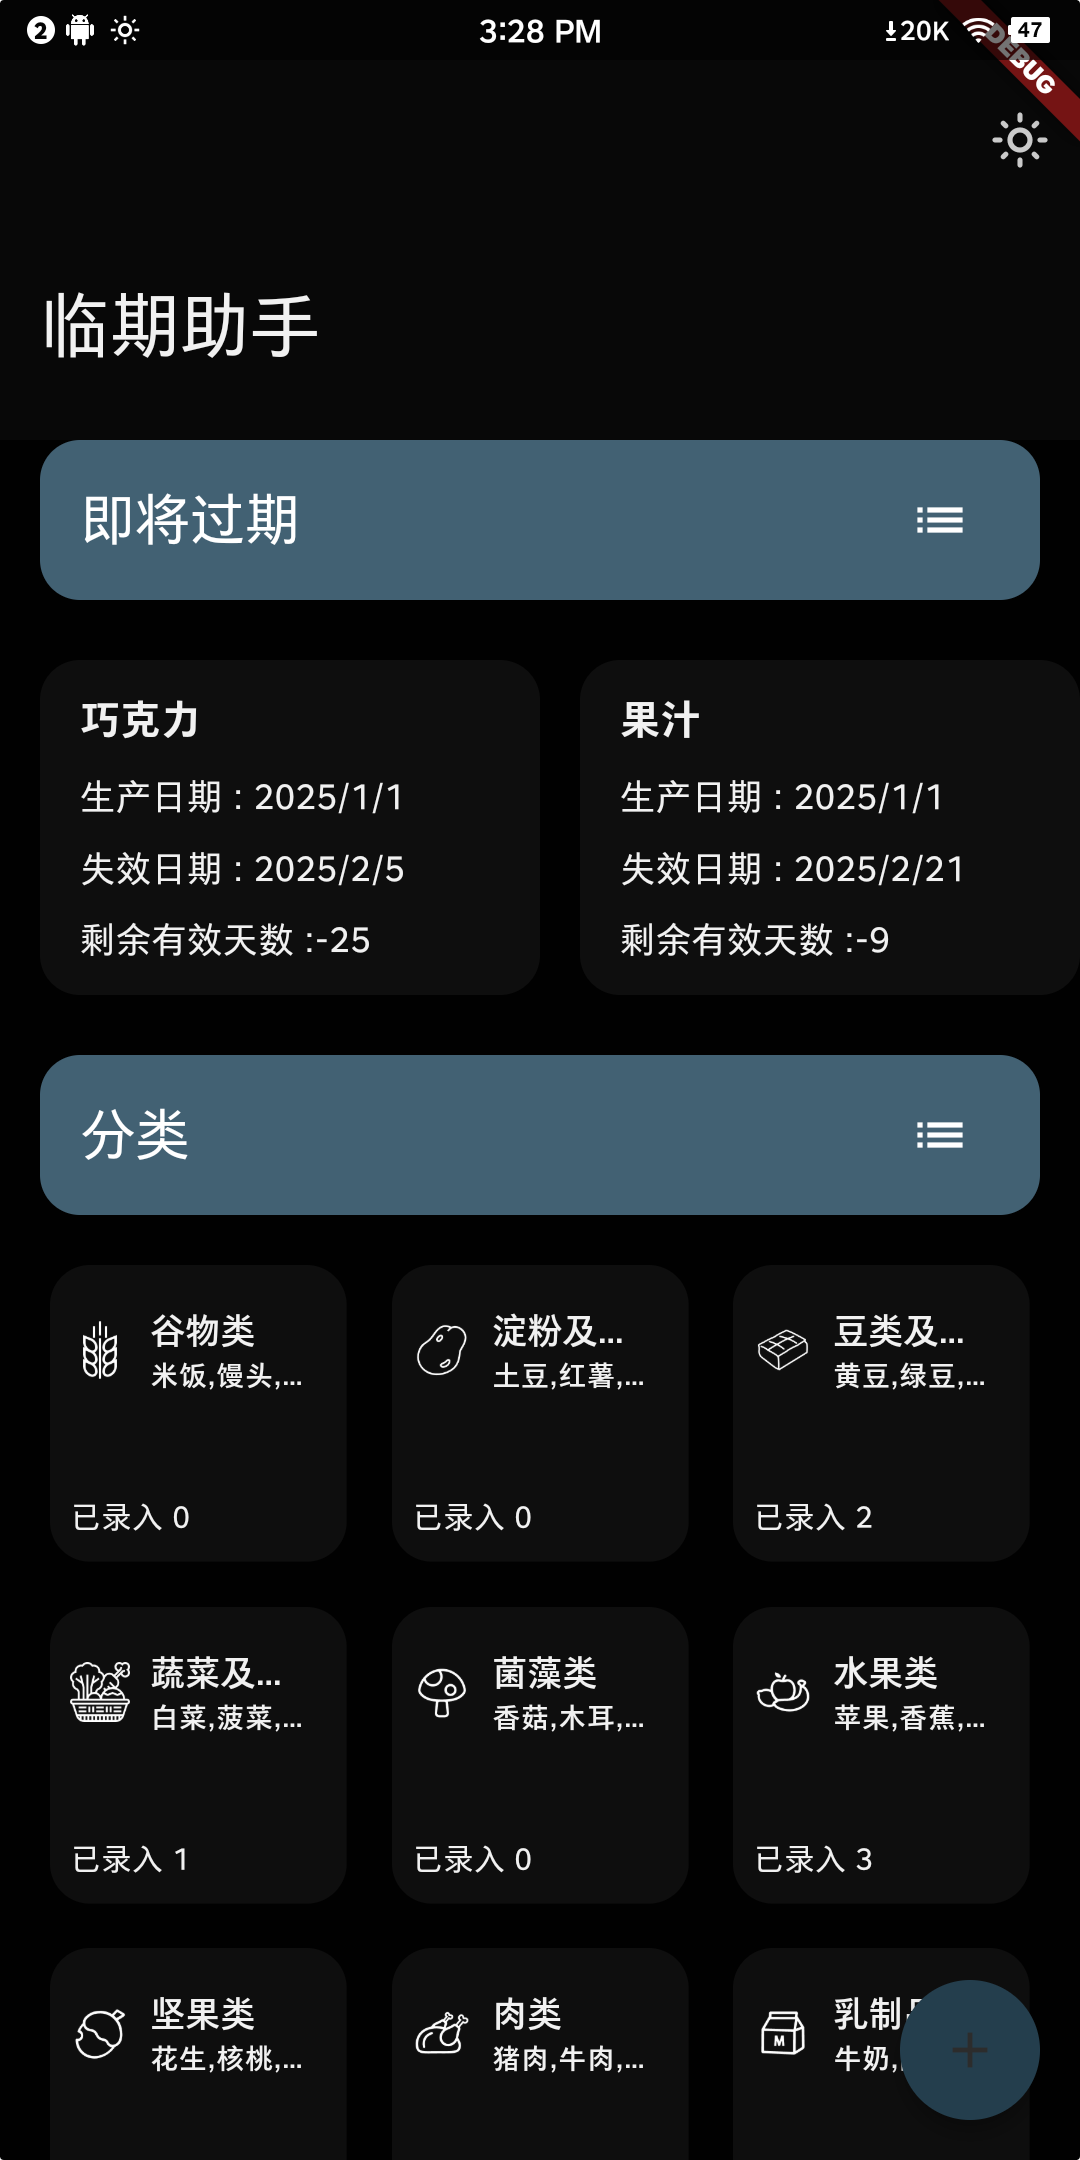 2
3:28 PM
20K
47
DEBUG
临期助手
即将过期
巧克力
生产日期 : 2025/1/1
失效日期 : 2025/2/5
剩余有效天数 :-25
果汁
生产日期 : 2025/1/1
失效日期 : 2025/2/21
剩余有效天数 :-9
分类
谷物类
米饭,馒头,...
已录入 0
淀粉及...
土豆,红薯,...
已录入 0
豆类及...
黄豆,绿豆,...
已录入 2
蔬菜及...
白菜,菠菜,...
已录入 1
菌藻类
香菇,木耳,...
已录入 0
水果类
苹果,香蕉,...
已录入 3
坚果类
花生,核桃,...
肉类
猪肉,牛肉,...
M
乳制
牛奶,